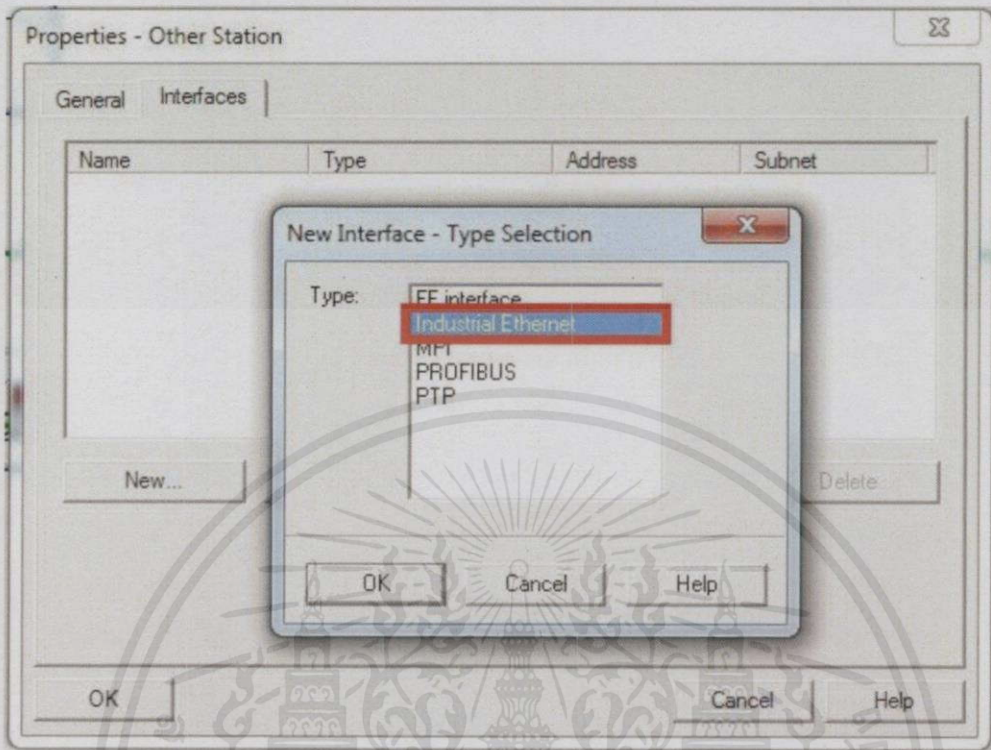 Properties - Other Station
General Interfaces
Name Type Address Subnet
New Interface - Type Selection
Type: FF interface
Industrial Ethernet
MPI
PROFIBUS
PTP
New... Delete
OK Cancel Help
OK Cancel Help